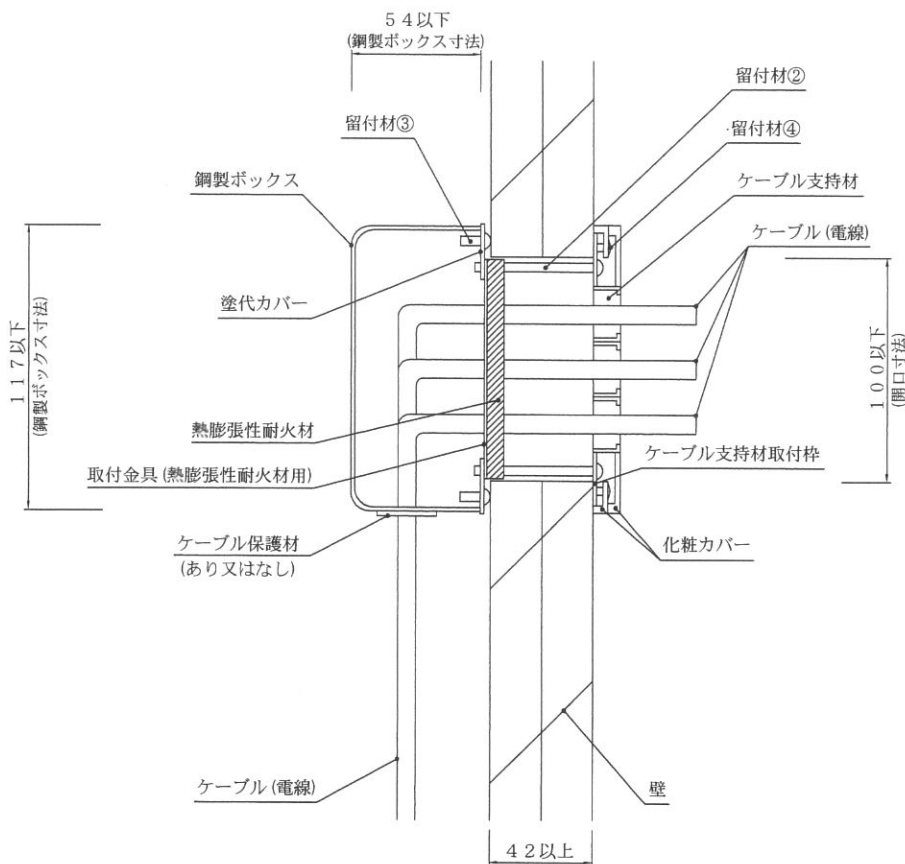 ５４以下
(鋼製ボックス寸法)
留付材②
留付材③
留付材④
鋼製ボックス
ケーブル支持材
ケーブル(電線)
塗代カバー
１１７以下
(鋼製ボックス寸法)
１００以下
(開口寸法)
熱膨張性耐火材
取付金具(熱膨張性耐火材用)
ケーブル支持材取付枠
ケーブル保護材
(あり又はなし)
化粧カバー
ケーブル(電線)
壁
４２以上